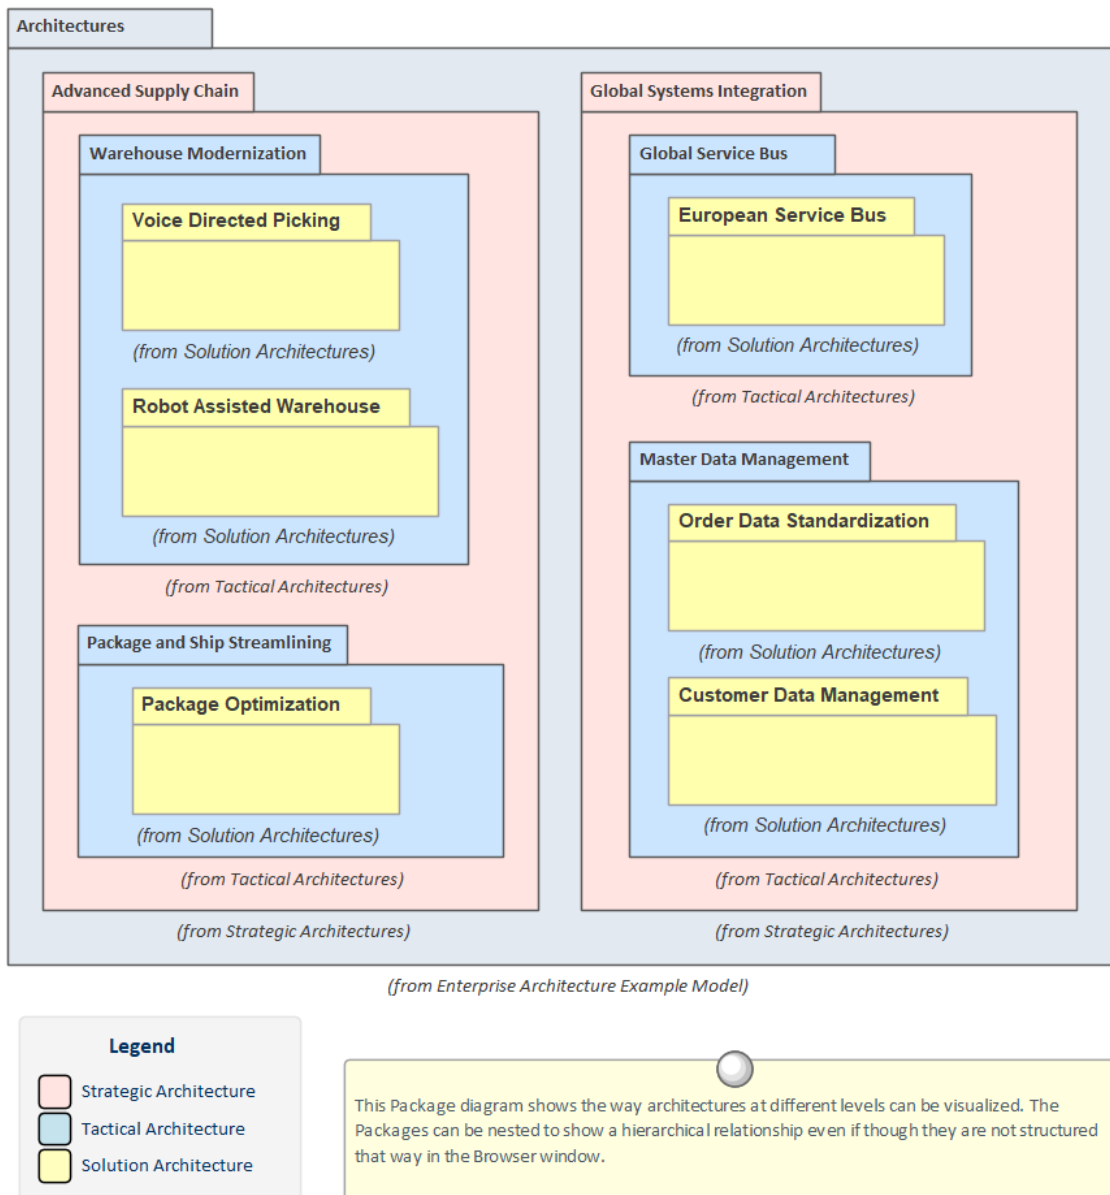 Architectures
Advanced Supply Chain
Warehouse Modernization
Voice Directed Picking
(from Solution Architectures)
Robot Assisted Warehouse
(from Solution Architectures)
(from Tactical Architectures)
Package and Ship Streamlining
Package Optimization
(from Solution Architectures)
(from Tactical Architectures)
(from Strategic Architectures)
Global Systems Integration
Global Service Bus
European Service Bus
(from Solution Architectures)
(from Tactical Architectures)
Master Data Management
Order Data Standardization
(from Solution Architectures)
Customer Data Management
(from Solution Architectures)
(from Tactical Architectures)
(from Strategic Architectures)
(from Enterprise Architecture Example Model)
Legend
Strategic Architecture
Tactical Architecture
Solution Architecture
This Package diagram shows the way architectures at different levels can be visualized. The
Packages can be nested to show a hierarchical relationship even if though they are not structured
that way in the Browser window.